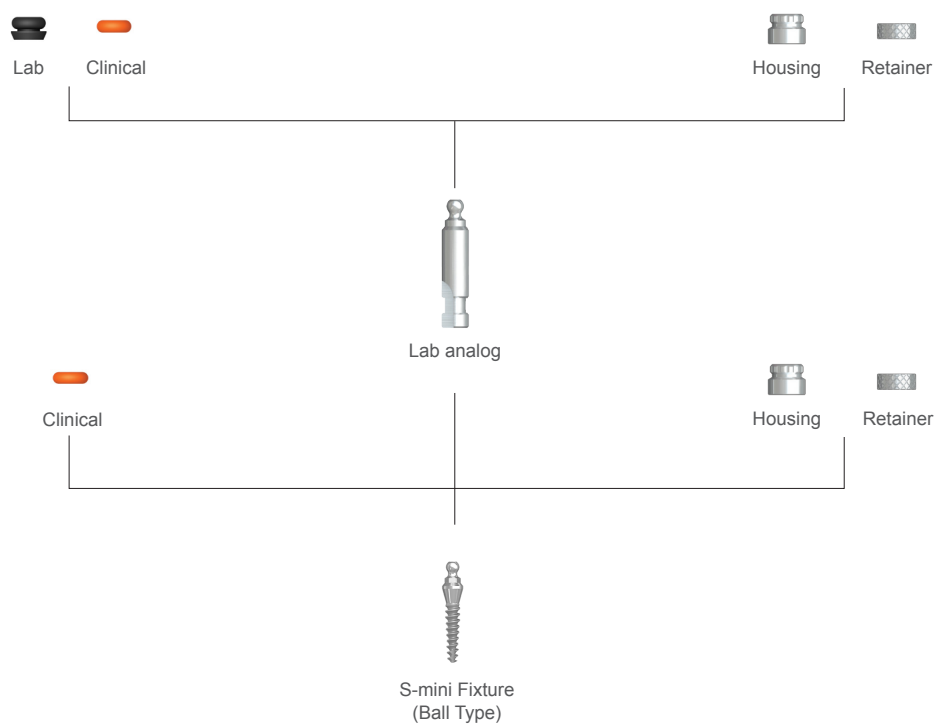 Lab Clinical Housing Retainer
Lab analog
Clinical Housing Retainer
S-mini Fixture
(Ball Type)